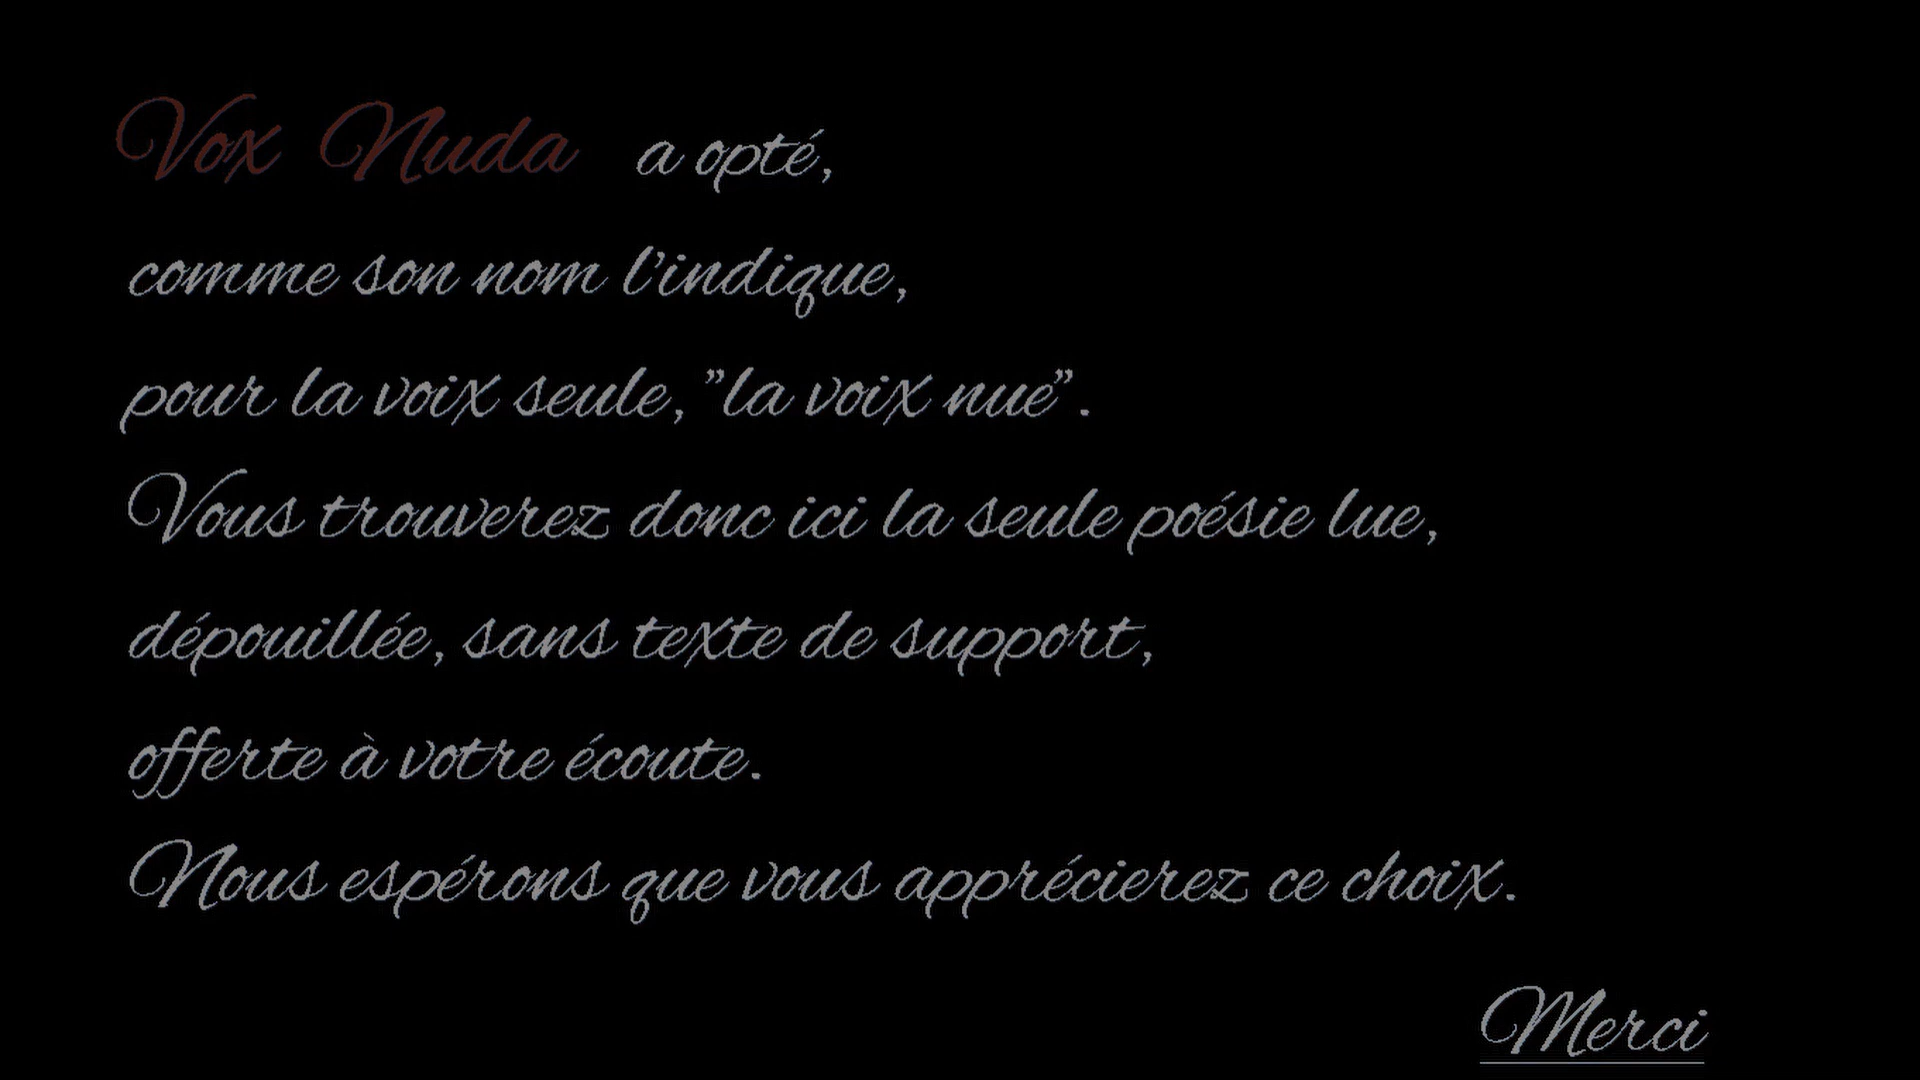 Vox Nuda a opté,
comme son nom l'indique,
pour la voix seule, "la voix nue".
Vous trouverez donc ici la seule poésie lue,
dépouillée, sans texte de support,
offerte à votre écoute.
Nous espérons que vous apprécierez ce choix.
Merci